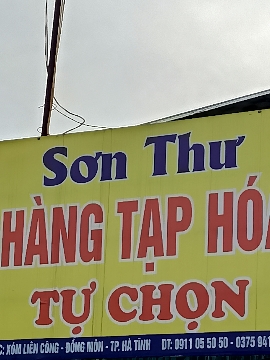 Sơn Thư
HÀNG TẠP HÓA
TỰ CHỌN
C: XÓM LIÊN CÔNG - ĐỒNG MÔN - TP. HÀ TĨNH ĐT: 0911 05 50 50 - 0375 941